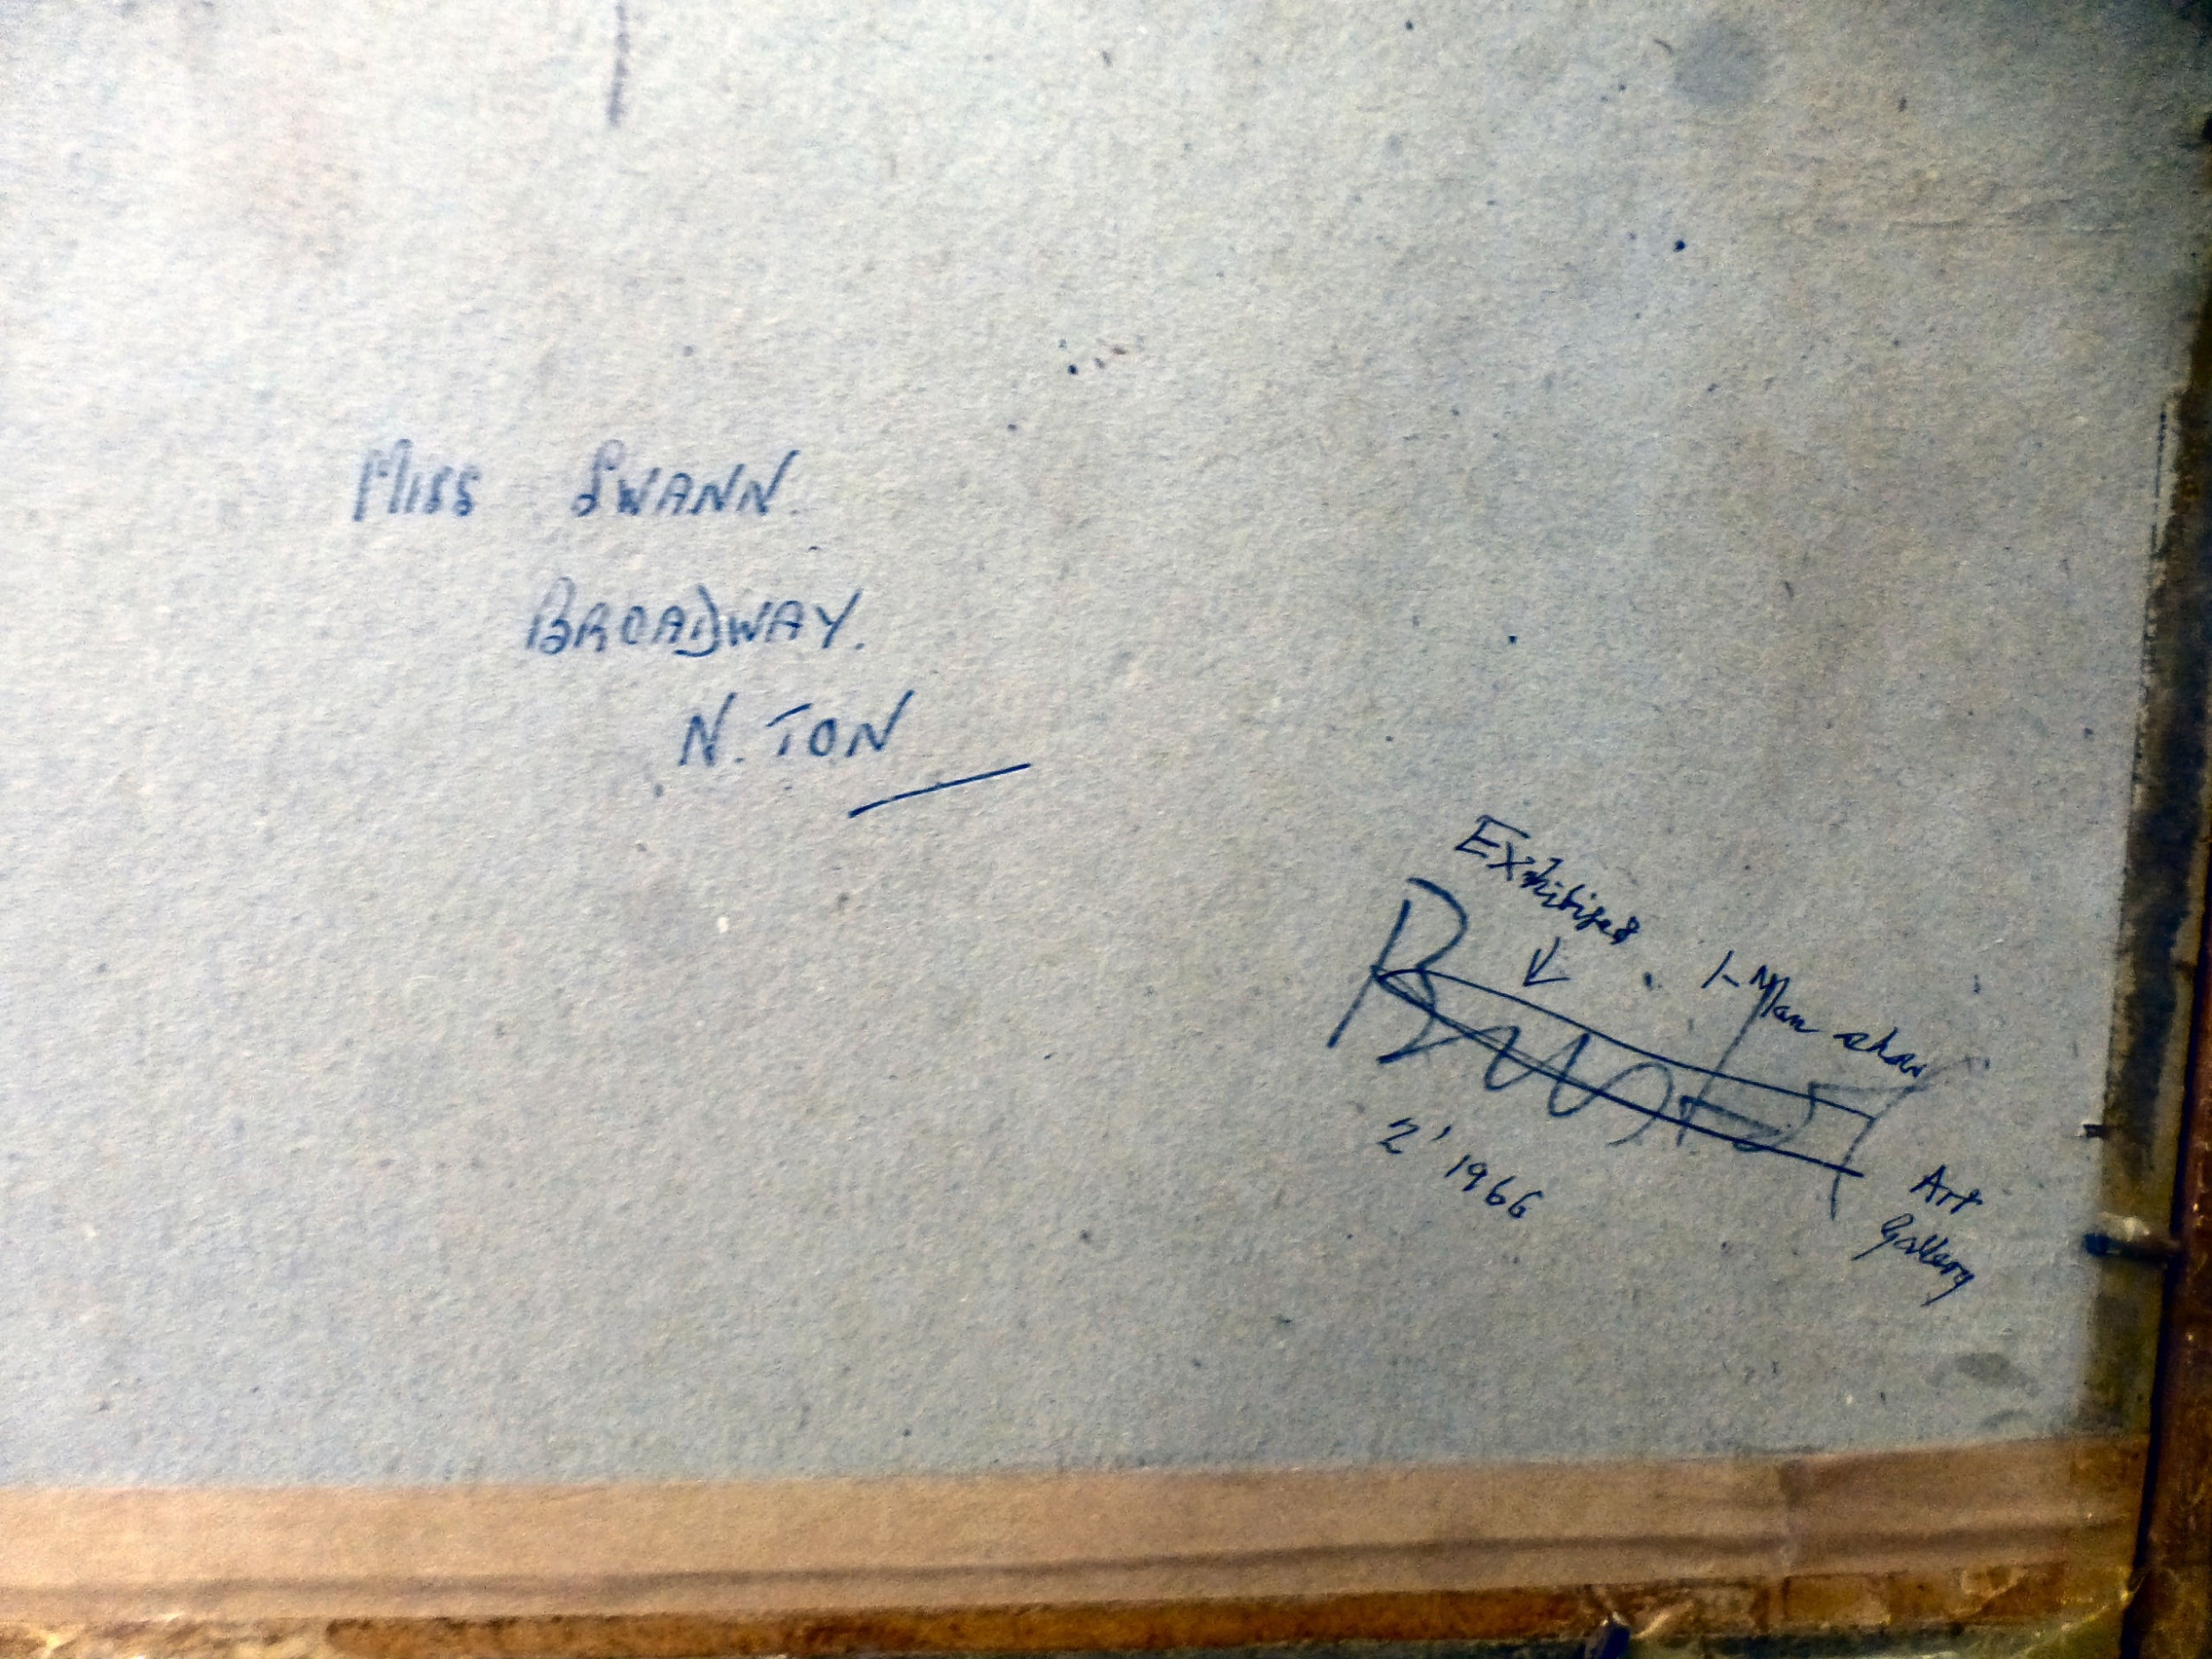 MISS SWANN.
BROADWAY.
N. TON
Exhibited. 1-Man show
2' 1966
Art
Gallery